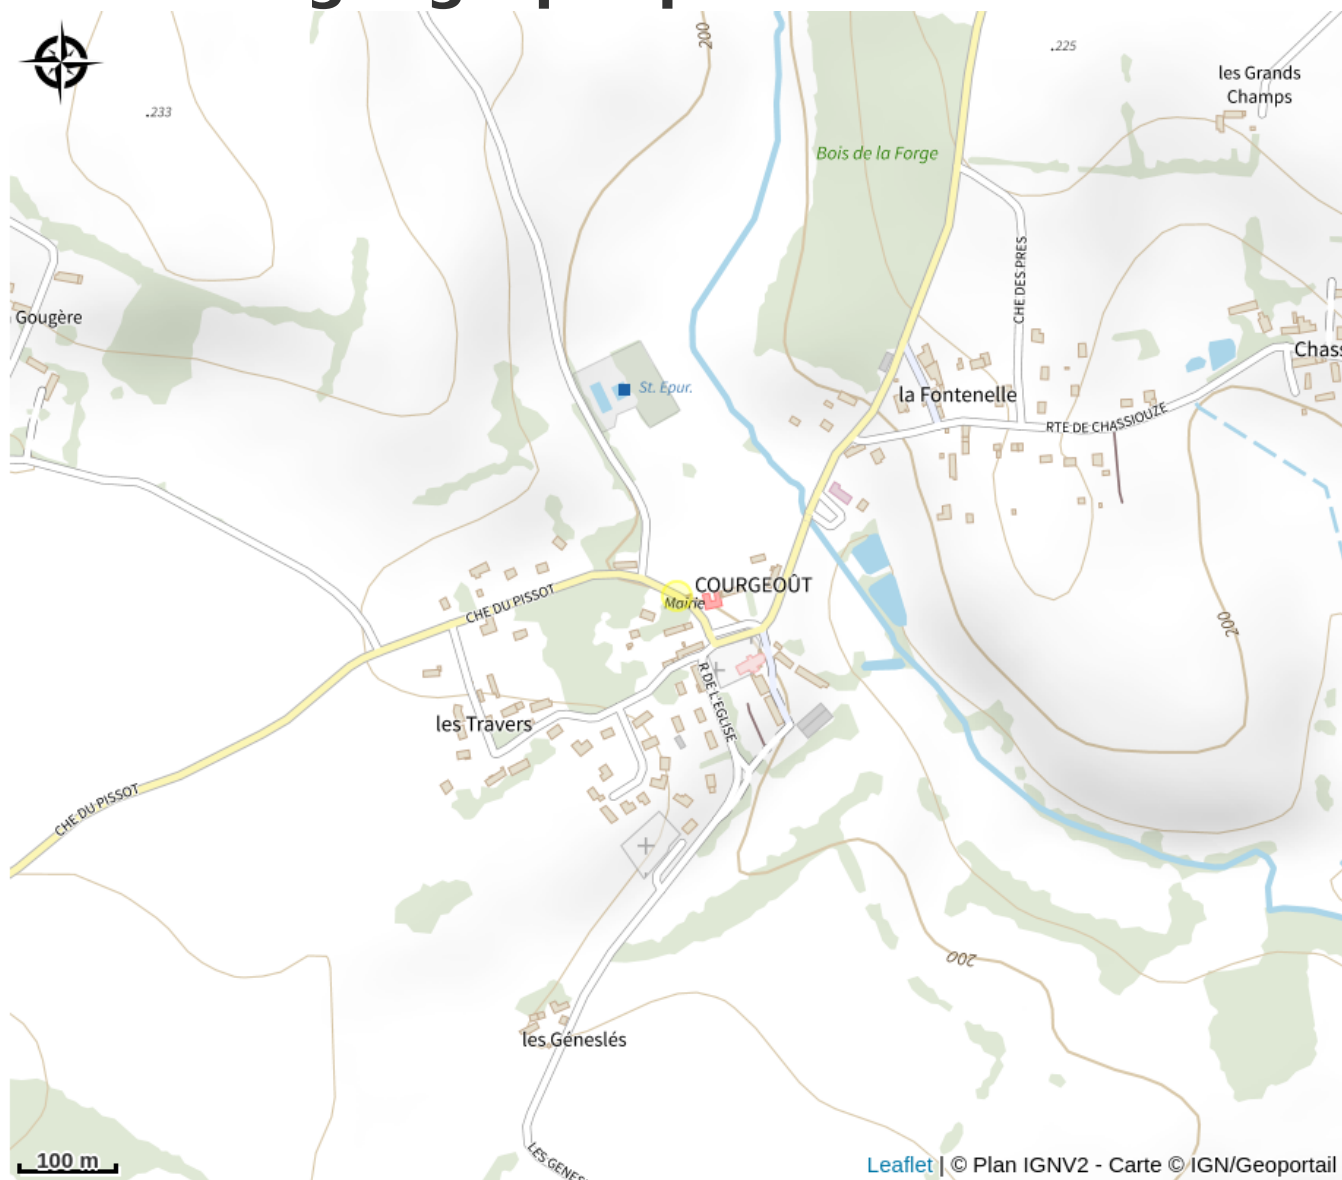 200
.225
les Grands
Champs
.233
Bois de la Forge
CHE DES PRES
Gougère
St. Epur.
la Fontenelle
RTE DE CHASSIOUZE
COURGEOÛT
Mairie
CHE DU PISSOT
200
R DE L'EGLISE
les Travers
CHE DU PISSOT
200
les Géneslés
100 m
Leaflet | © Plan IGNV2 - Carte © IGN/Geoportail